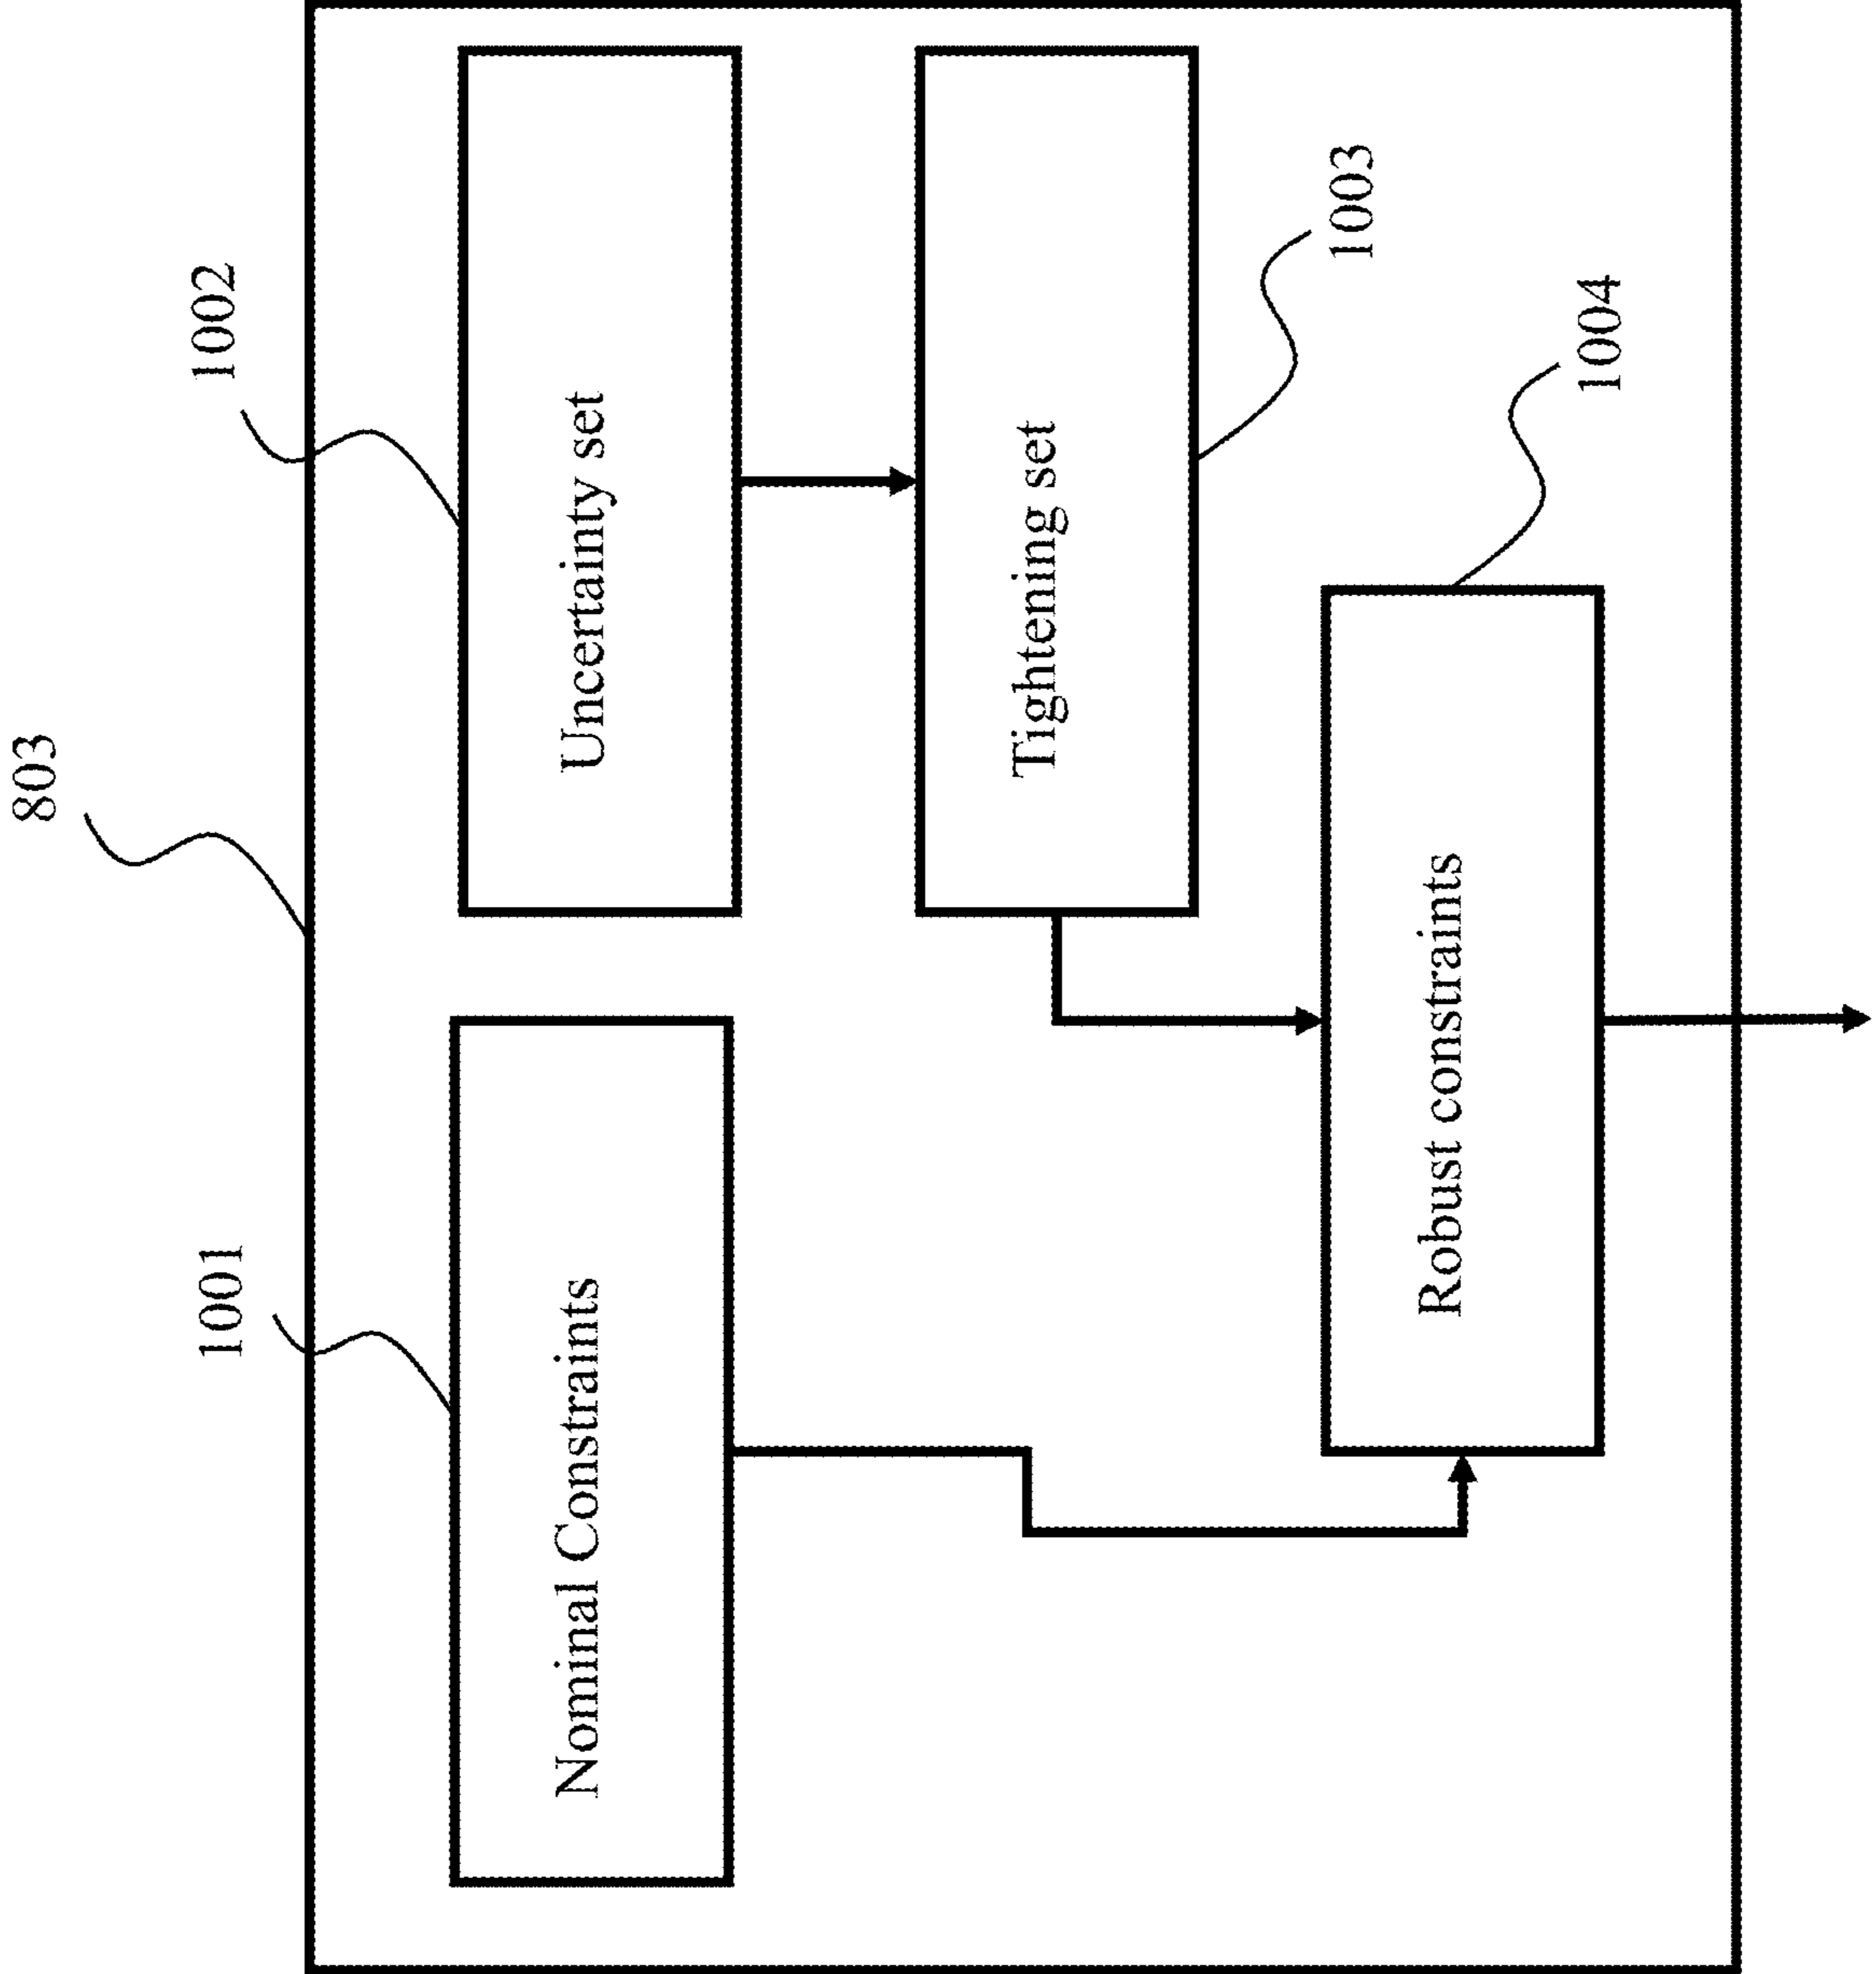 803
1001
1002
Nominal Constraints
Uncertainty set
Tightening set
1003
Robust constraints
1004